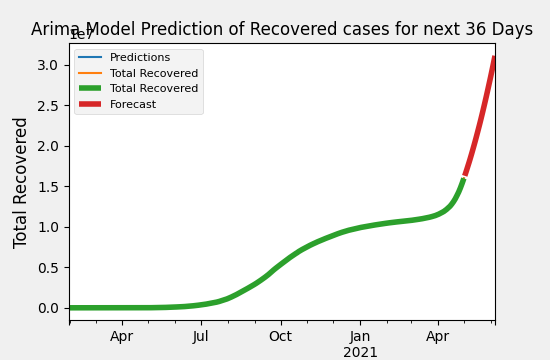 Arima Model Prediction of Recovered cases for next 36 Days
1e7
Predictions
Total Recovered
Total Recovered
Forecast
Total Recovered
3.0
2.5
2.0
1.5
1.0
0.5
0.0
Apr Jul Oct Jan Apr
2021